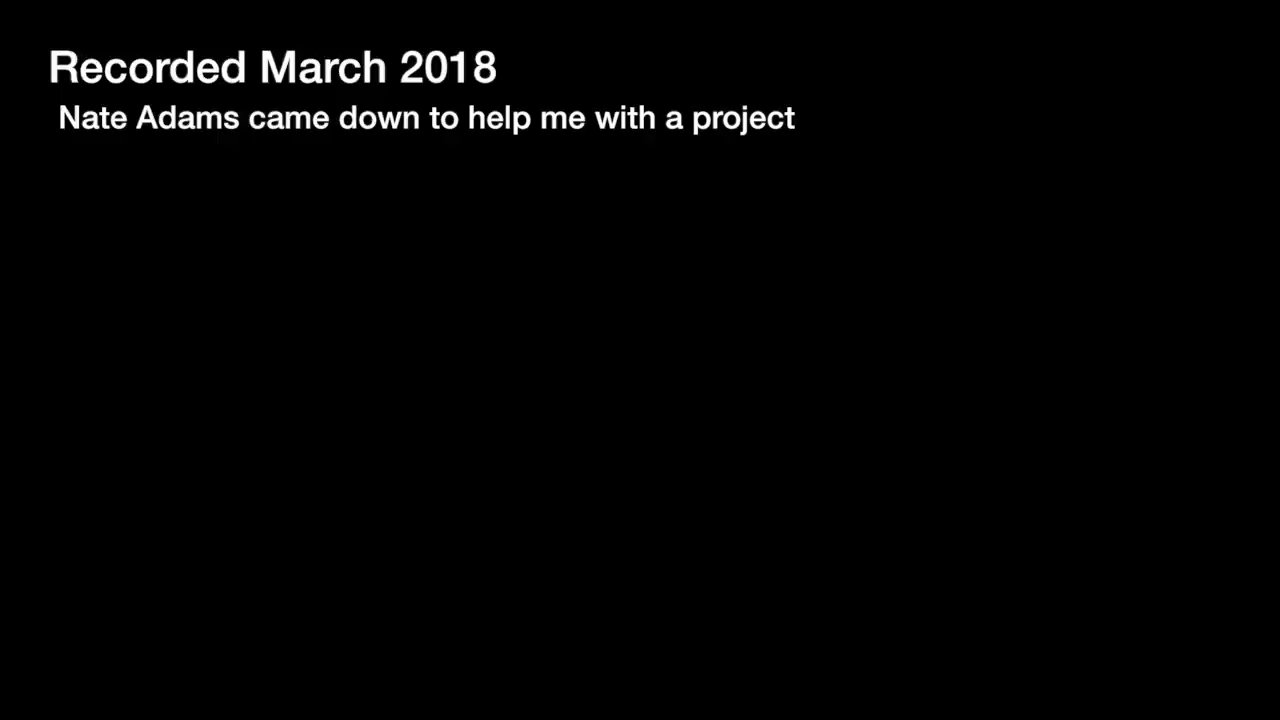 Recorded March 2018
Nate Adams came down to help me with a project